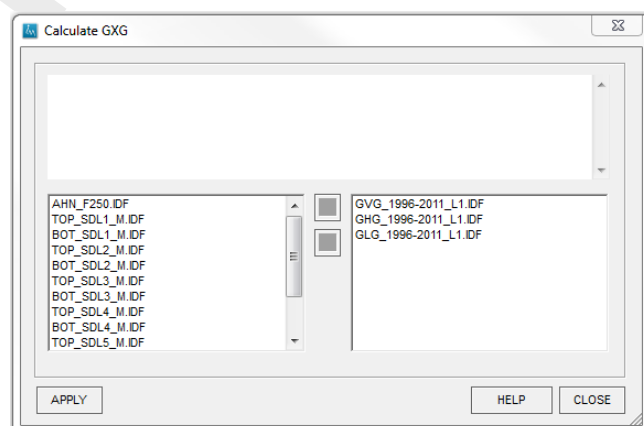 Calculate GXG
AHN_F250.IDF
TOP_SDL1_M.IDF
BOT_SDL1_M.IDF
TOP_SDL2_M.IDF
BOT_SDL2_M.IDF
TOP_SDL3_M.IDF
BOT_SDL3_M.IDF
TOP_SDL4_M.IDF
BOT_SDL4_M.IDF
TOP_SDL5_M.IDF
GVG_1996-2011_L1.IDF
GHG_1996-2011_L1.IDF
GLG_1996-2011_L1.IDF
APPLY
HELP
CLOSE